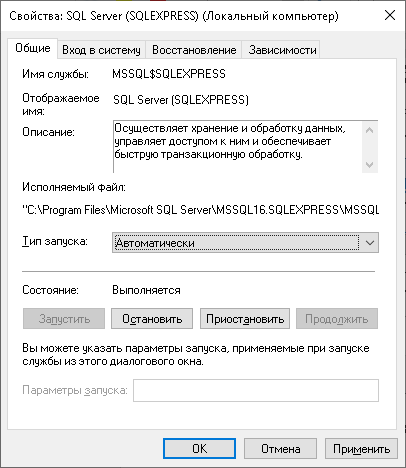 Свойства: SQL Server (SQLEXPRESS) (Локальный компьютер)
Общие Вход в систему Восстановление Зависимости
Имя службы: MSSQL$SQLEXPRESS
Отображаемое имя: SQL Server (SQLEXPRESS)
Описание: Осуществляет хранение и обработку данных,
управляет доступом к ним и обеспечивает
быструю транзакционную обработку.
Исполняемый файл:
"C:\Program Files\Microsoft SQL Server\MSSQL16.SQLEXPRESS\MSSQL
Тип запуска: Автоматически
Состояние: Выполняется
Запустить Остановить Приостановить Продолжить
Вы можете указать параметры запуска, применяемые при запуске
службы из этого диалогового окна.
Параметры запуска:
OK Отмена Применить